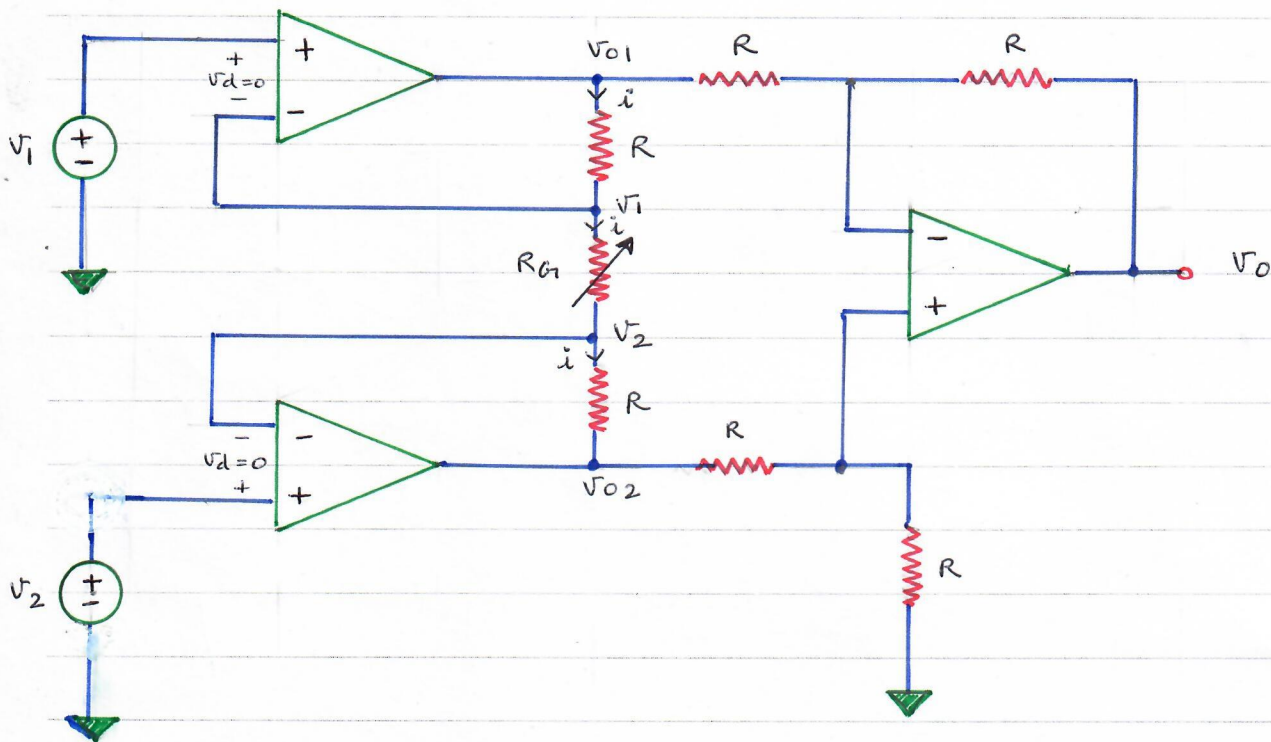 R R
vo1
+ +
vd=0
−
i
−
+
−
V1
R
v1
i
−
RG
+
Vo
v2
i
R
−
vd=0
−
+
+
R
vo2
+
−
V2
R